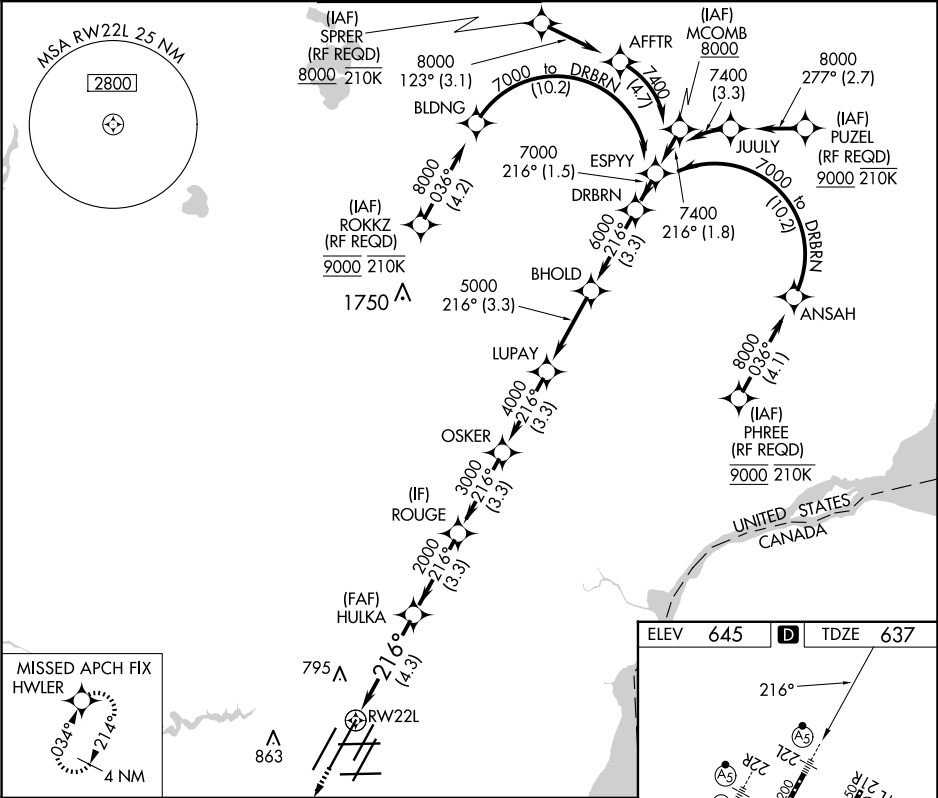 MSA RW22L 25 NM
2800
(IAF)
SPRER
(RF REQD)
8000 210K
8000
123° (3.1)
AFFTR
7400
(4.7)
(IAF)
MCOMB
8000
7400
(3.3)
8000
277° (2.7)
(IAF)
PUZEL
(RF REQD)
9000 210K
JUULY
BLDNG
7000 to DRBRN
(10.2)
8000
036°
(4.2)
(IAF)
ROKKZ
(RF REQD)
9000 210K
1750
ESPYY
7000
216° (1.5)
DRBRN
7400
216° (1.8)
7000 to DRBRN
(10.2)
ANSAH
8000
036°
(4.1)
(IAF)
PHREE
(RF REQD)
9000 210K
6000
216°
(3.3)
BHOLD
5000
216° (3.3)
LUPAY
4000
216°
(3.3)
OSKER
3000
216°
(3.3)
(IF)
ROUGE
2000
216°
(3.3)
(FAF)
HULKA
216°
(4.3)
795
RW22L
863
UNITED STATES
CANADA
MISSED APCH FIX
HWLER
034°
214°
4 NM
ELEV 645 D TDZE 637
216°
A5
22L
A5
22R
200
21R